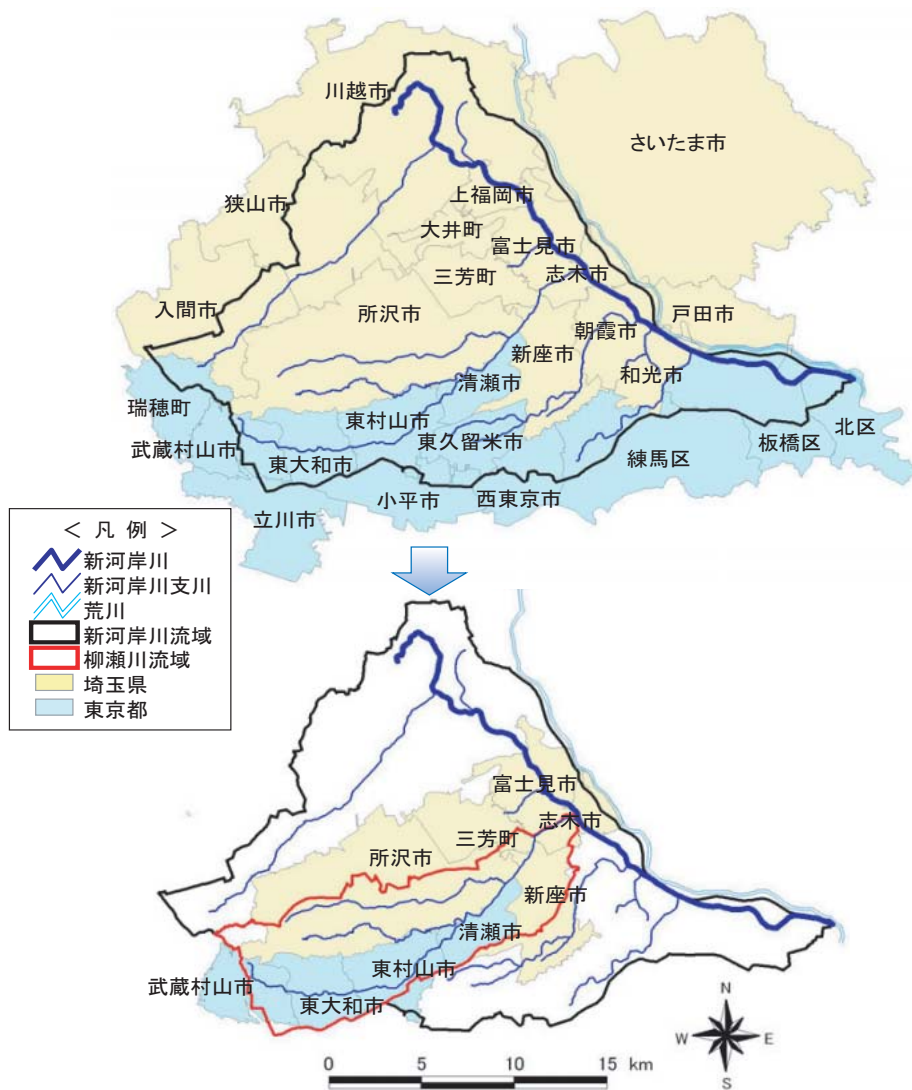 川越市
さいたま市
狭山市
上福岡市
大井町
富士見市
三芳町
志木市
入間市
所沢市
戸田市
朝霞市
新座市
和光市
清瀬市
瑞穂町
東村山市
東久留米市
武蔵村山市
東大和市
練馬区
板橋区
北区
小平市
西東京市
立川市
＜ 凡 例 ＞
新河岸川
新河岸川支川
荒川
新河岸川流域
柳瀬川流域
埼玉県
東京都
富士見市
志木市
三芳町
所沢市
新座市
清瀬市
東村山市
武蔵村山市
東大和市
N
W E
S
0 5 10 15 km